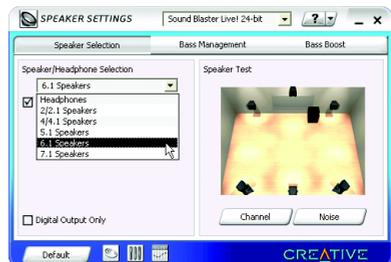 SPEAKER SETTINGS
Sound Blaster Live! 24-bit
?
Speaker Selection
Bass Management
Bass Boost
Speaker/Headphone Selection
Speaker Test
6.1 Speakers
Headphones
2/2.1 Speakers
4/4.1 Speakers
5.1 Speakers
6.1 Speakers
7.1 Speakers
Digital Output Only
Channel
Noise
Default
CREATIVE